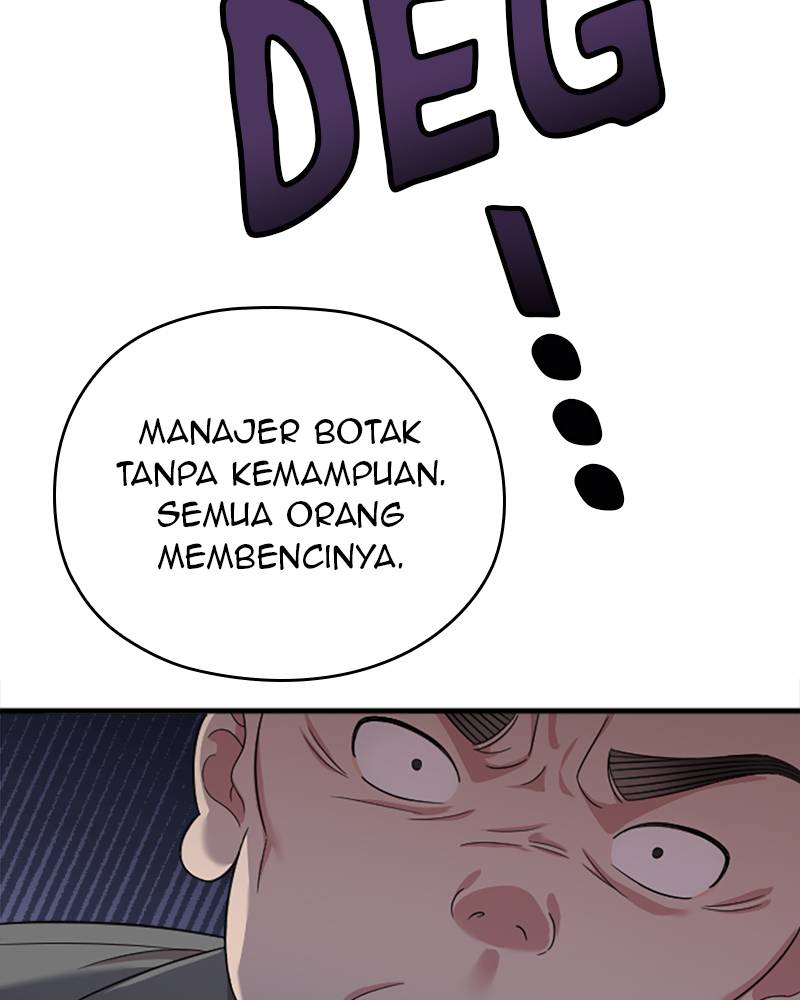 DEG
MANAJER BOTAK
TANPA KEMAMPUAN.
SEMUA ORANG
MEMBENCINYA.